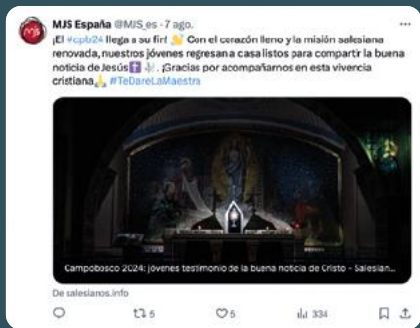 MJS España @MJS_es · 7 ago.
¡El #cpb24 llega a su fin! 👋 Con el corazón lleno y la misión salesiana
renovada, nuestros jóvenes regresan a casa listos para compartir la buena
noticia de Jesús✝️🕊️. ¡Gracias por acompañarnos en esta vivencia
cristiana🙏 #TeDareLaMaestra
Campobosco 2024: jóvenes testimonio de la buena noticia de Cristo - Salesian...
De salesianos.info
5
5
334